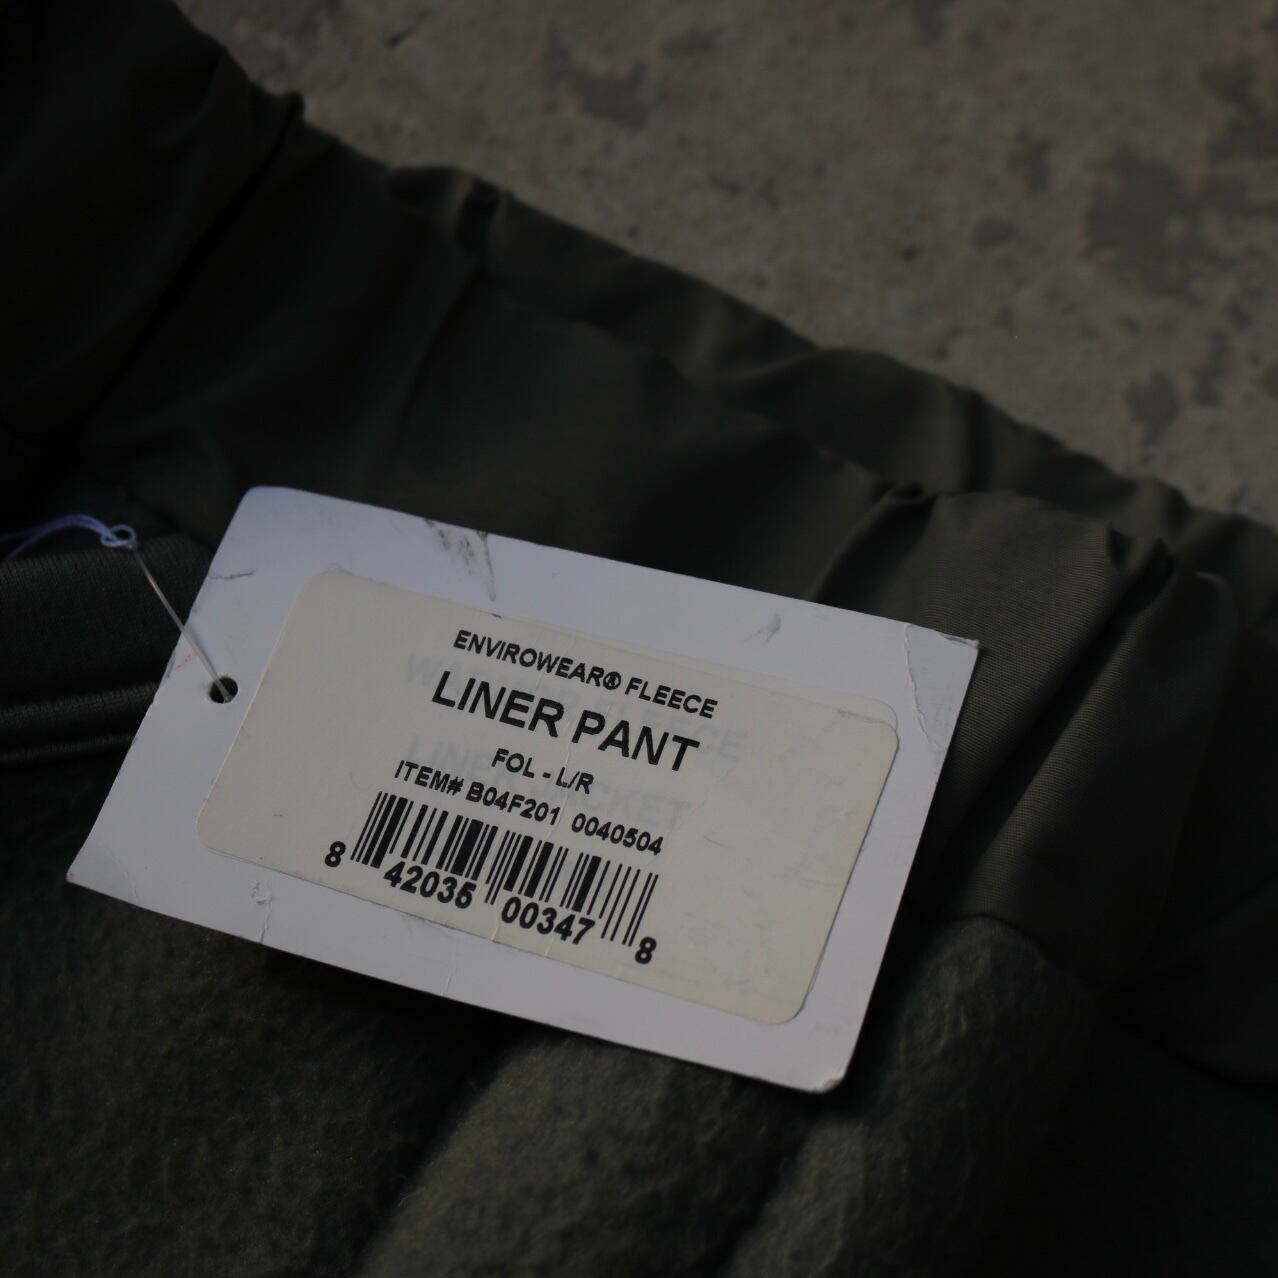 ENVIROWEAR® FLEECE
LINER PANT
FOL - L/R
ITEM# B04F201 0040504
8 42035 00347 8